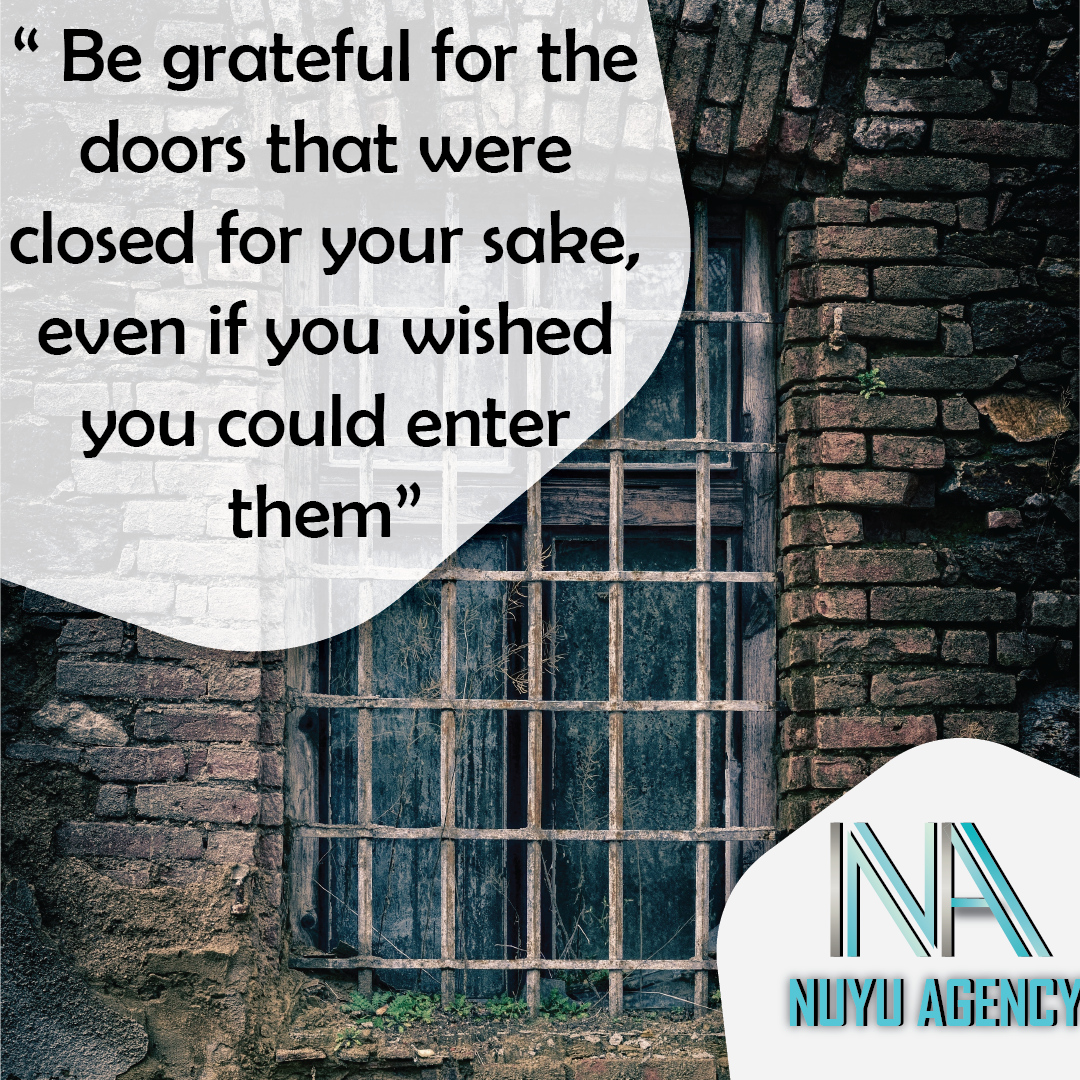 “ Be grateful for the
doors that were
closed for your sake,
even if you wished
you could enter
them”
NA
NUYU AGENCY